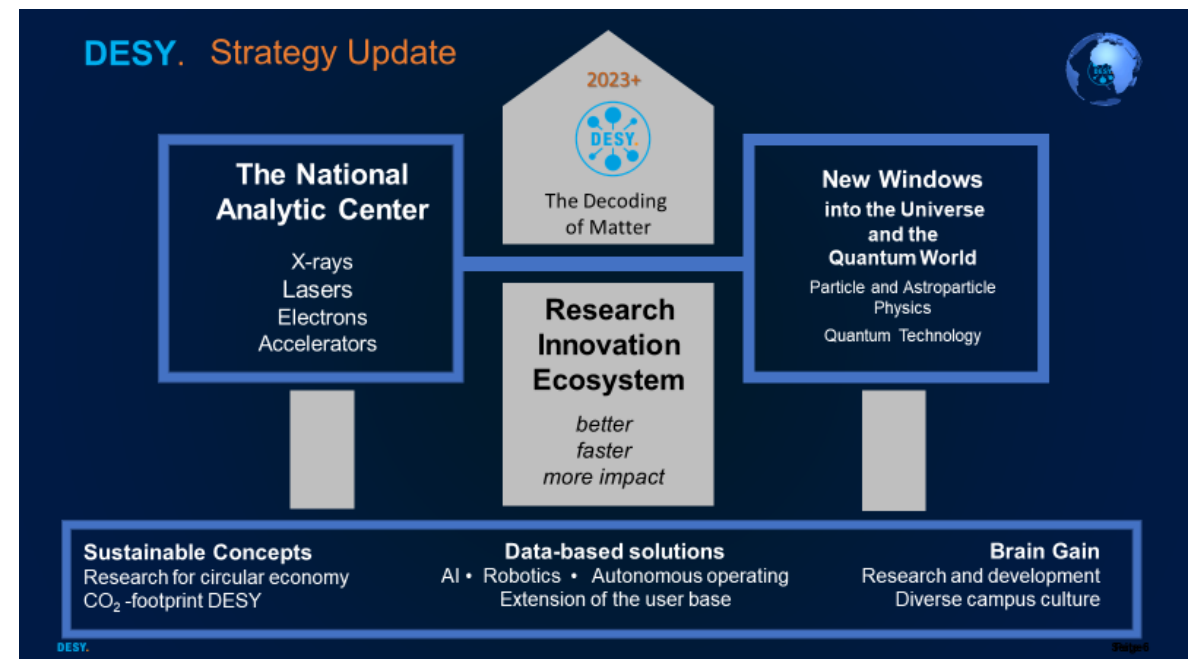 DESY. Strategy Update
2023+
DESY.
The Decoding
of Matter
DESY.
The National
Analytic Center
X-rays
Lasers
Electrons
Accelerators
New Windows
into the Universe
and the
Quantum World
Particle and Astroparticle
Physics
Quantum Technology
Research
Innovation
Ecosystem
better
faster
more impact
Sustainable Concepts
Research for circular economy
CO₂ -footprint DESY
Data-based solutions
AI • Robotics • Autonomous operating
Extension of the user base
Brain Gain
Research and development
Diverse campus culture
DESY.